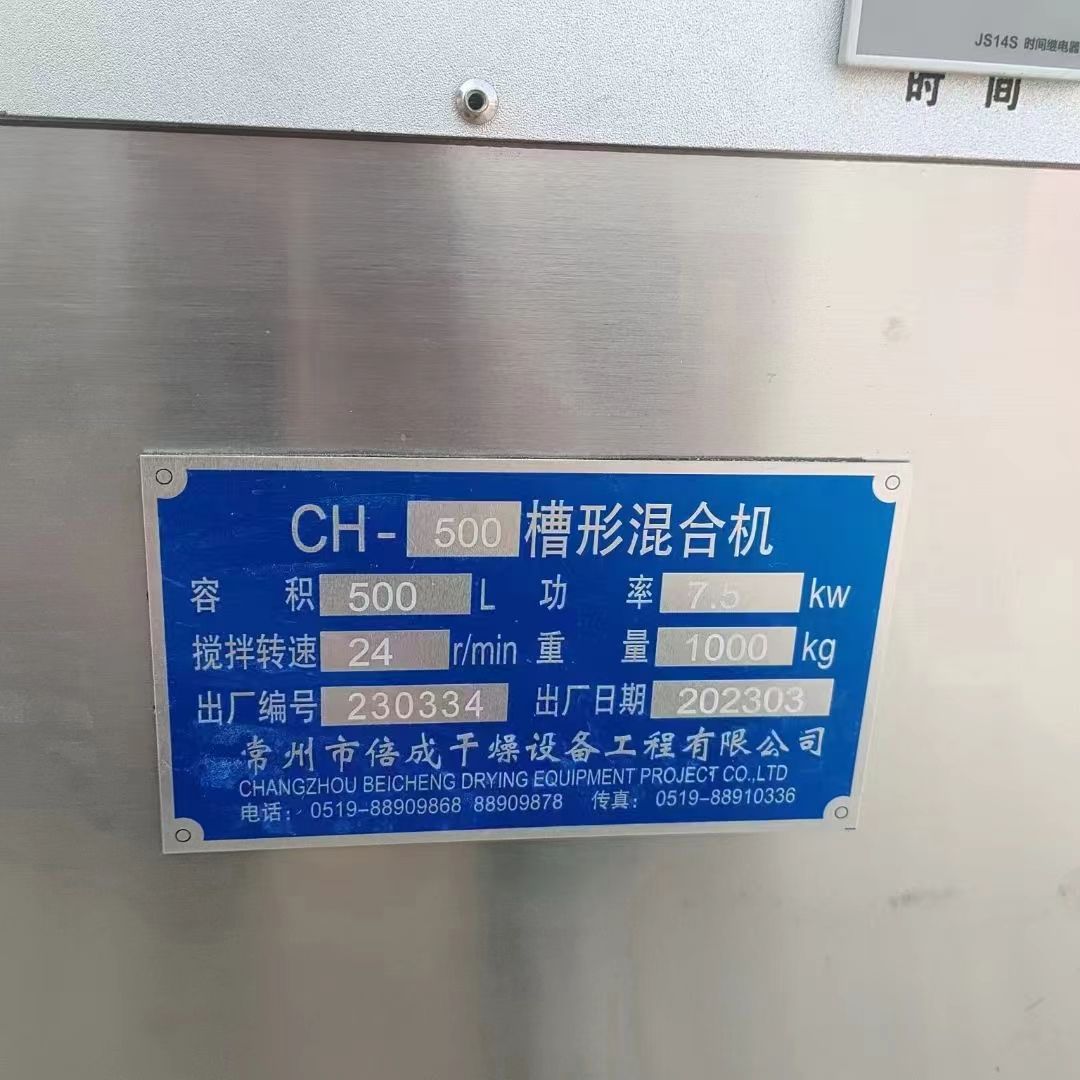 JS14S 时间继电器
时 间
CH-500槽形混合机
容 积 500 L 功 率 7.5 kw
搅拌转速 24 r/min 重 量 1000 kg
出厂编号 230334 出厂日期 202303
常州市倍成干燥设备工程有限公司
CHANGZHOU BEICHENG DRYING EQUIPMENT PROJECT CO.,LTD
电话: 0519-88909868 88909878 传真: 0519-88910336